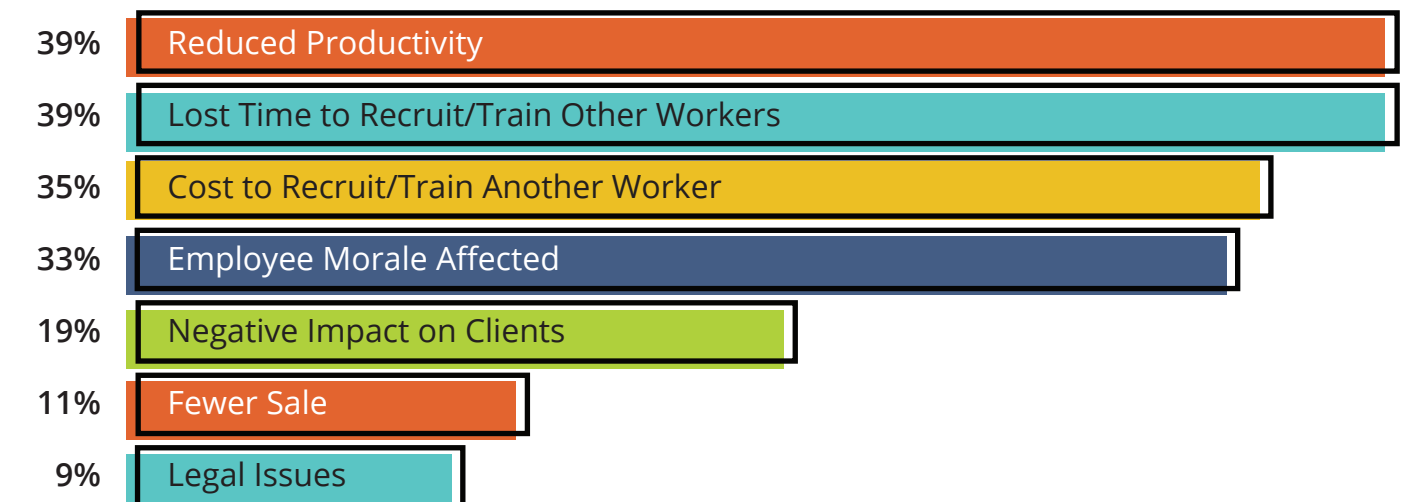 39% Reduced Productivity
39% Lost Time to Recruit/Train Other Workers
35% Cost to Recruit/Train Another Worker
33% Employee Morale Affected
19% Negative Impact on Clients
11% Fewer Sale
9% Legal Issues